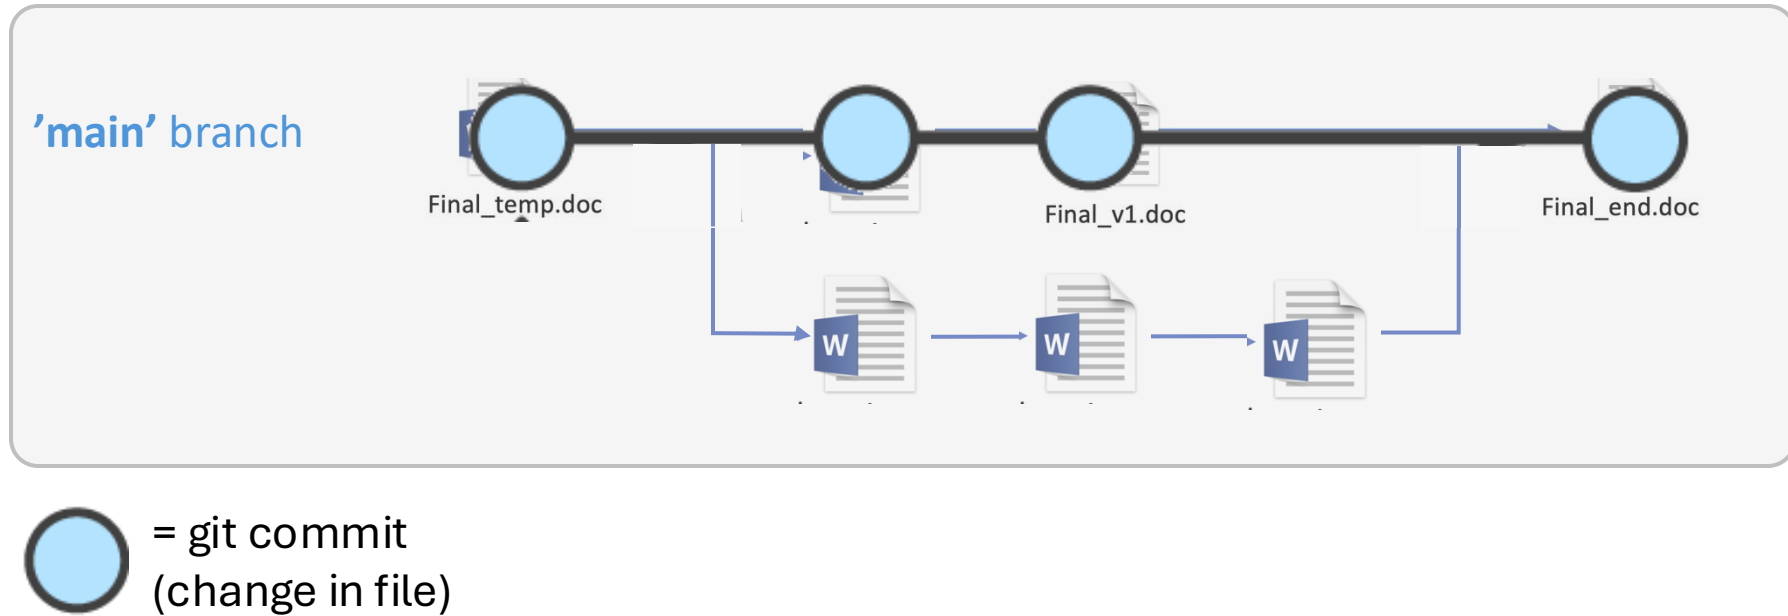 ’main’ branch
Final_temp.doc
Final_v1.doc
Final_end.doc
W
W
W
= git commit
(change in file)